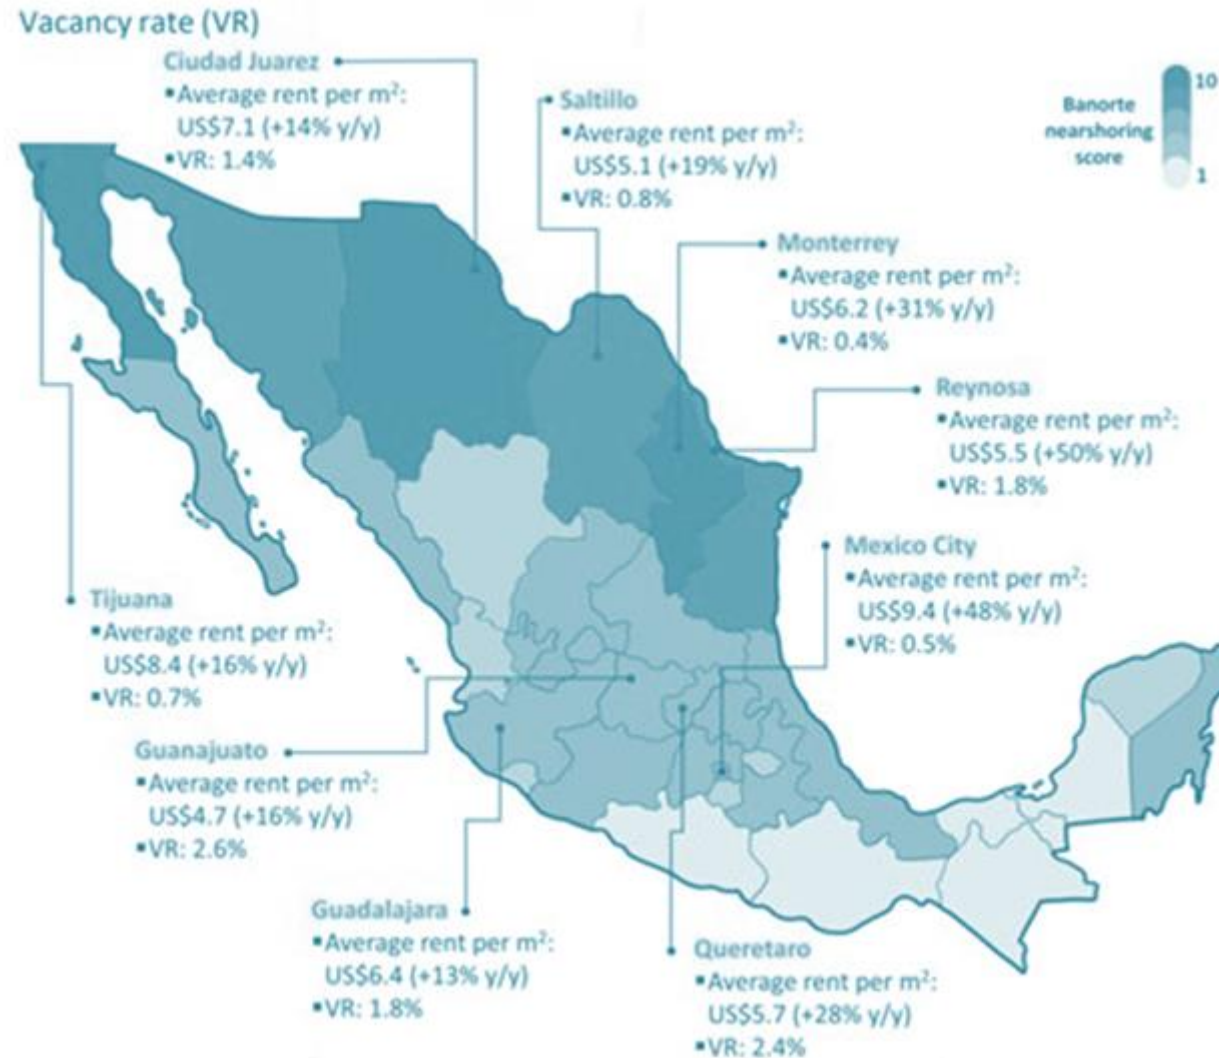 Vacancy rate (VR)
Ciudad Juarez
▪Average rent per m²:
US$7.1 (+14% y/y)
▪VR: 1.4%
Saltillo
▪Average rent per m²:
US$5.1 (+19% y/y)
▪VR: 0.8%
Banorte
nearshoring
score
10
1
Monterrey
▪Average rent per m²:
US$6.2 (+31% y/y)
▪VR: 0.4%
Reynosa
▪Average rent per m²:
US$5.5 (+50% y/y)
▪VR: 1.8%
Mexico City
▪Average rent per m²:
US$9.4 (+48% y/y)
▪VR: 0.5%
Tijuana
▪Average rent per m²:
US$8.4 (+16% y/y)
▪VR: 0.7%
Guanajuato
▪Average rent per m²:
US$4.7 (+16% y/y)
▪VR: 2.6%
Guadalajara
▪Average rent per m²:
US$6.4 (+13% y/y)
▪VR: 1.8%
Queretaro
▪Average rent per m²:
US$5.7 (+28% y/y)
▪VR: 2.4%